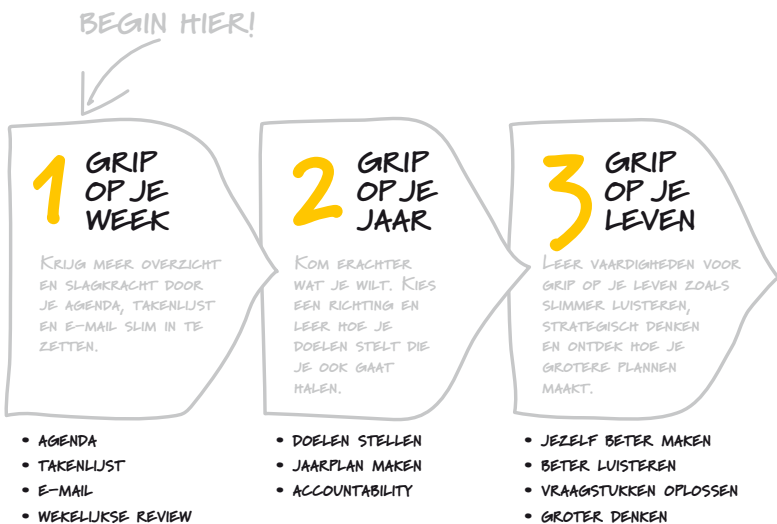 BEGIN HIER!
1
GRIP
OP JE
WEEK
KRIJG MEER OVERZICHT
EN SLAGKRACHT DOOR
JE AGENDA, TAKENLIJST
EN E-MAIL SLIM IN TE
ZETTEN.
• AGENDA
• TAKENLIJST
• E-MAIL
• WEKELIJKSE REVIEW
2
GRIP
OP JE
JAAR
KOM ERACHTER
WAT JE WILT. KIES
EEN RICHTING EN
LEER HOE JE
DOELEN STELT DIE
JE OOK GAAT
HALEN.
• DOELEN STELLEN
• JAARPLAN MAKEN
• ACCOUNTABILITY
3
GRIP
OP JE
LEVEN
LEER VAARDIGHEDEN VOOR
GRIP OP JE LEVEN ZOALS
SLIMMER LUISTEREN,
STRATEGISCH DENKEN
EN ONTDEK HOE JE
GROTERE PLANNEN
MAAKT.
• JEZELF BETER MAKEN
• BETER LUISTEREN
• VRAAGSTUKKEN OPLOSSEN
• GROTER DENKEN